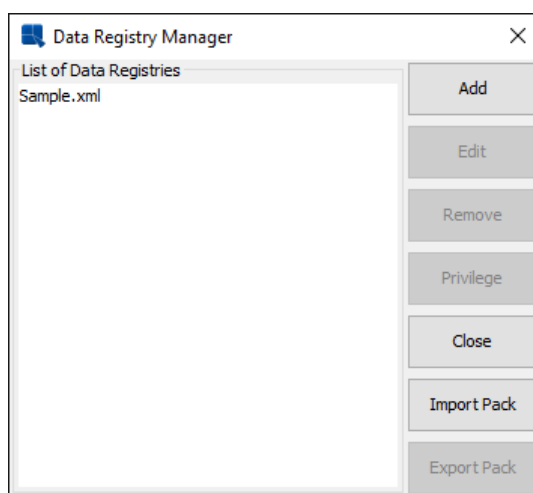 Data Registry Manager
List of Data Registries
Sample.xml
Add
Edit
Remove
Privilege
Close
Import Pack
Export Pack